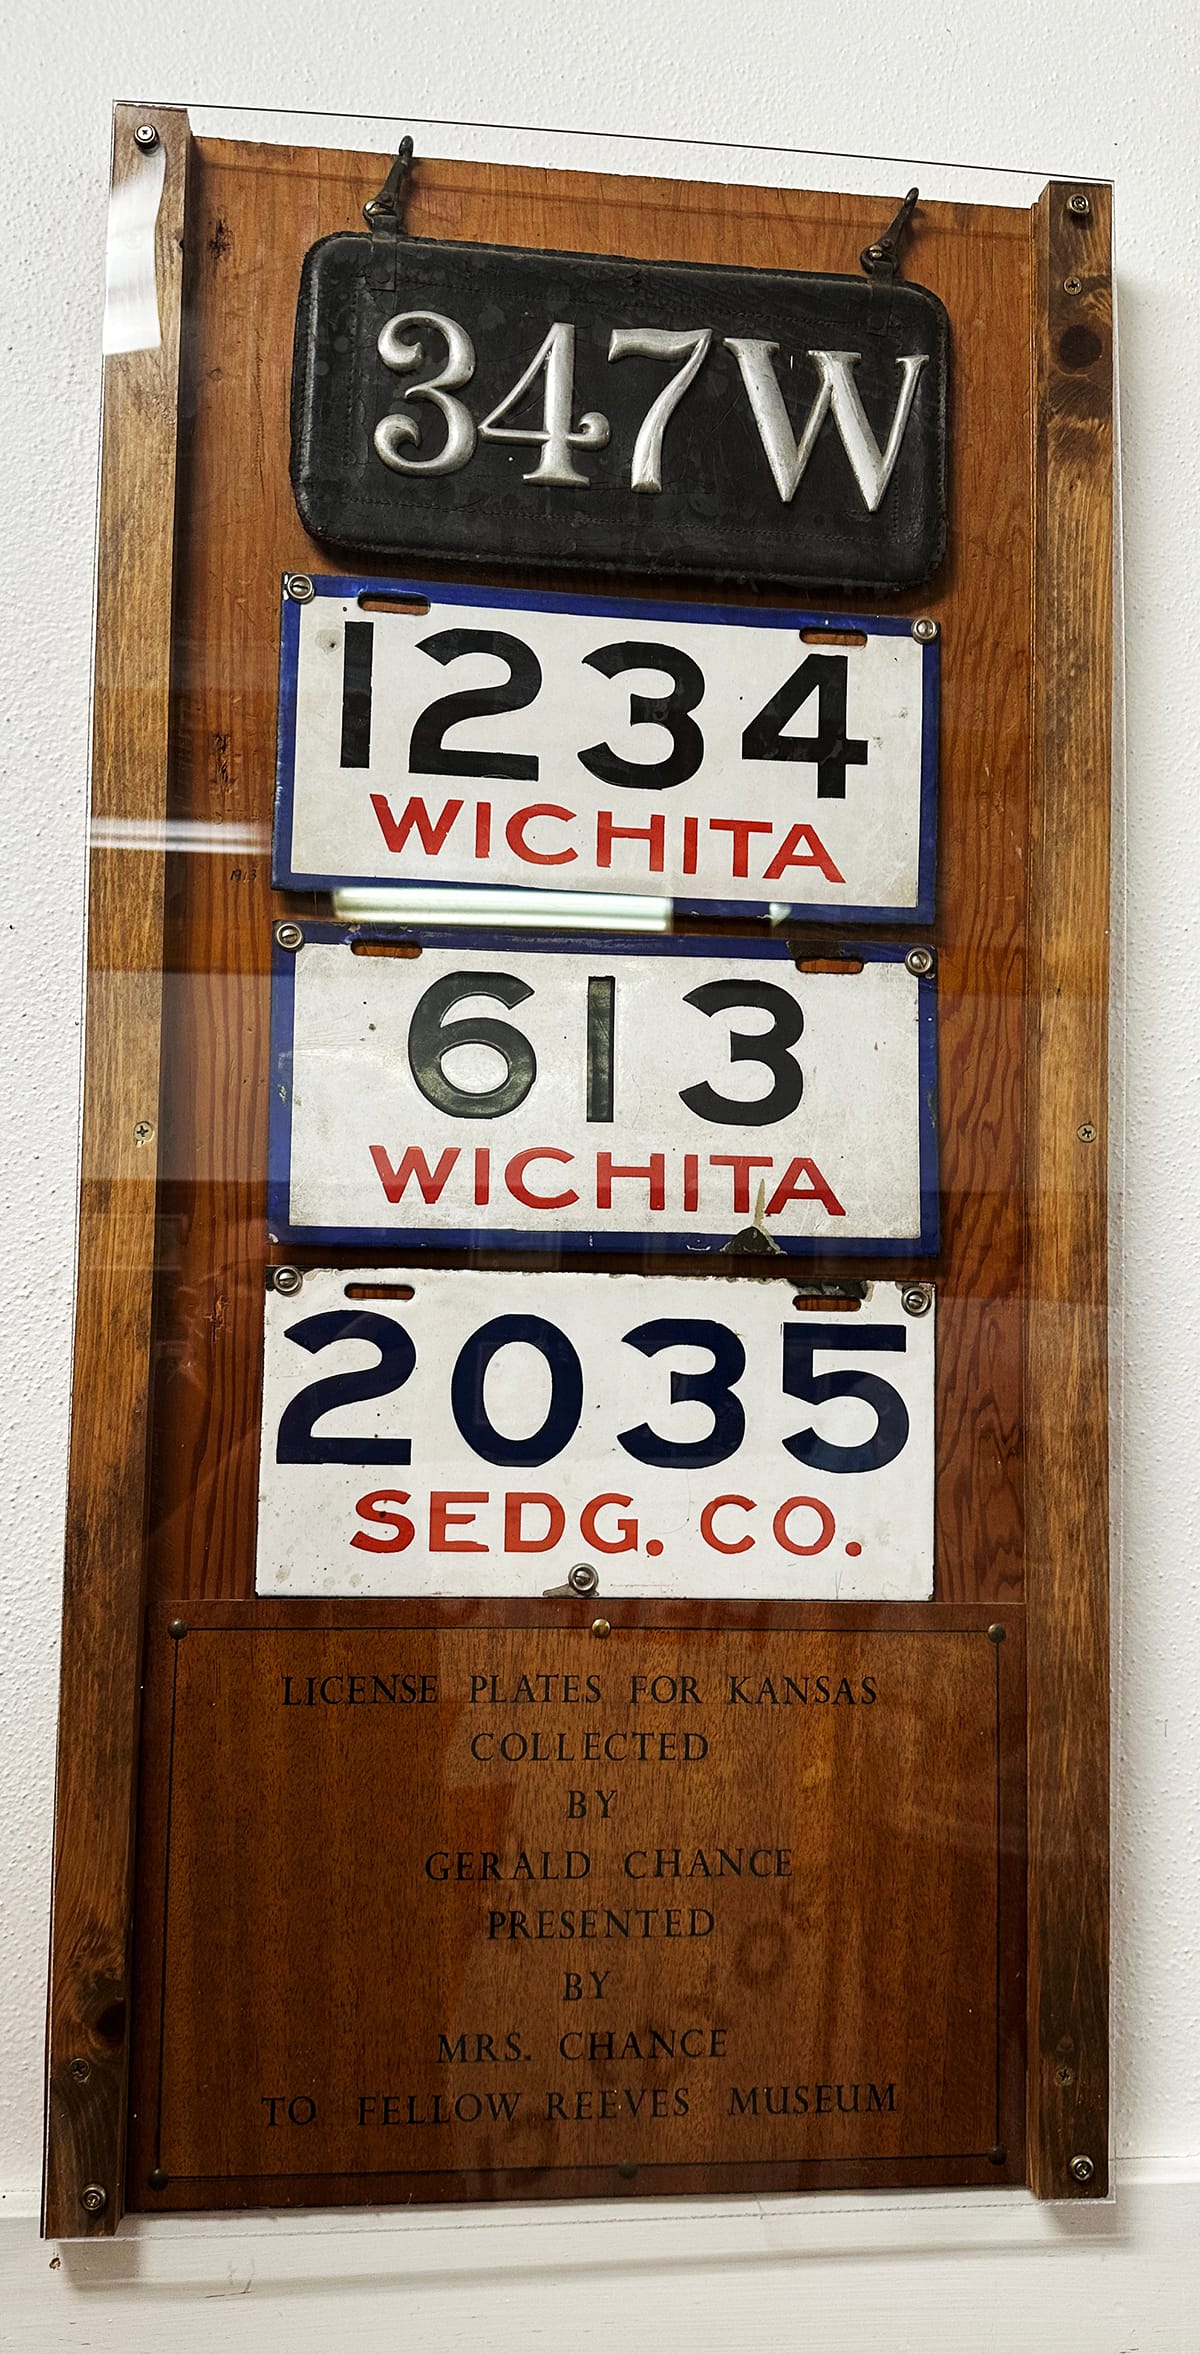 347W
1234
WICHITA
1913
613
WICHITA
2035
SEDG. CO.
LICENSE PLATES FOR KANSAS
COLLECTED
BY
GERALD CHANCE
PRESENTED
BY
MRS. CHANCE
TO FELLOW REEVES MUSEUM